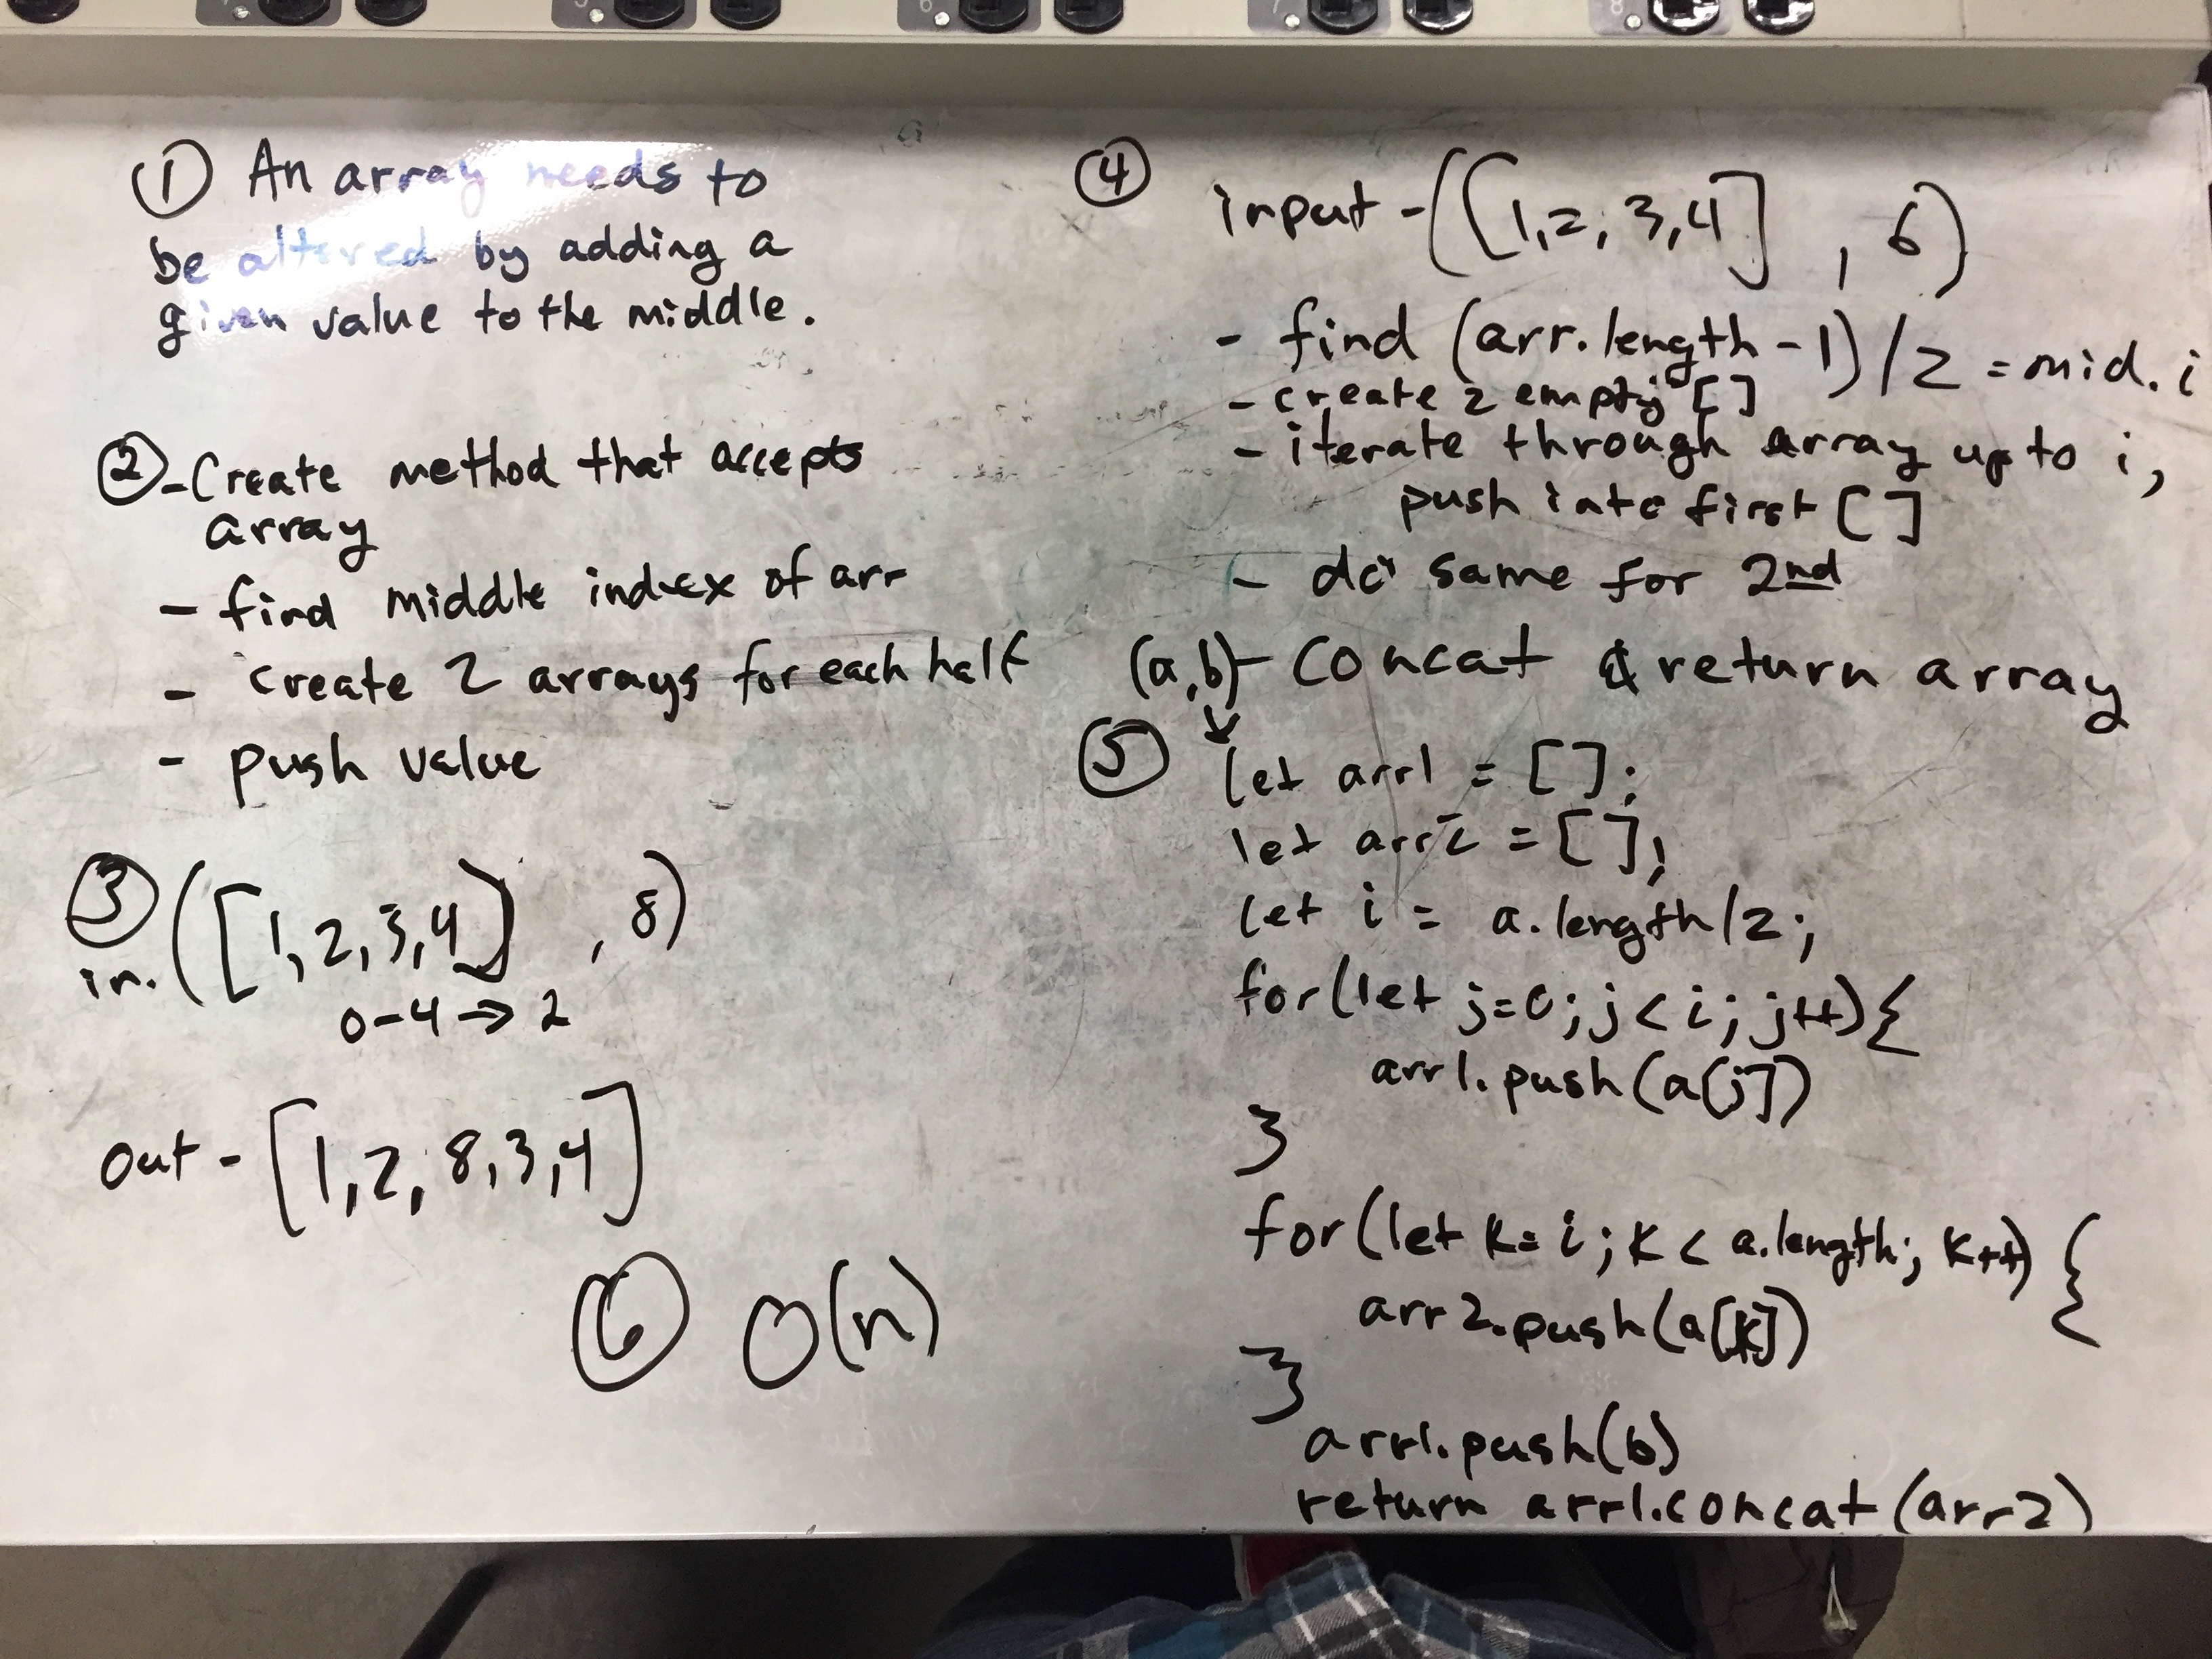 ① An array needs to
be altered by adding a
given value to the middle.
②-Create method that accepts
array
- find middle index of arr
- create 2 arrays for each half
- push value
③
in. ([1,2,3,4] , 8)
0-4 → 2
out - [1,2,8,3,4]
⑥ O(n)
④ input - ([1,2,3,4] , 6)
- find (arr.length-1)/2 = mid. i
- create 2 empty []
- iterate through array up to i,
push into first []
- do same for 2nd
(a,b) - concat & return array
↓
⑤ let arr1 = [];
let arr2 = [];
let i = a.length/2;
for(let j=0; j<i; j++){
arr1.push(a[j])
}
for(let k=i; k < a.length; k++) {
arr2.push(a[k])
}
arr1.push(b)
return arr1.concat(arr2)